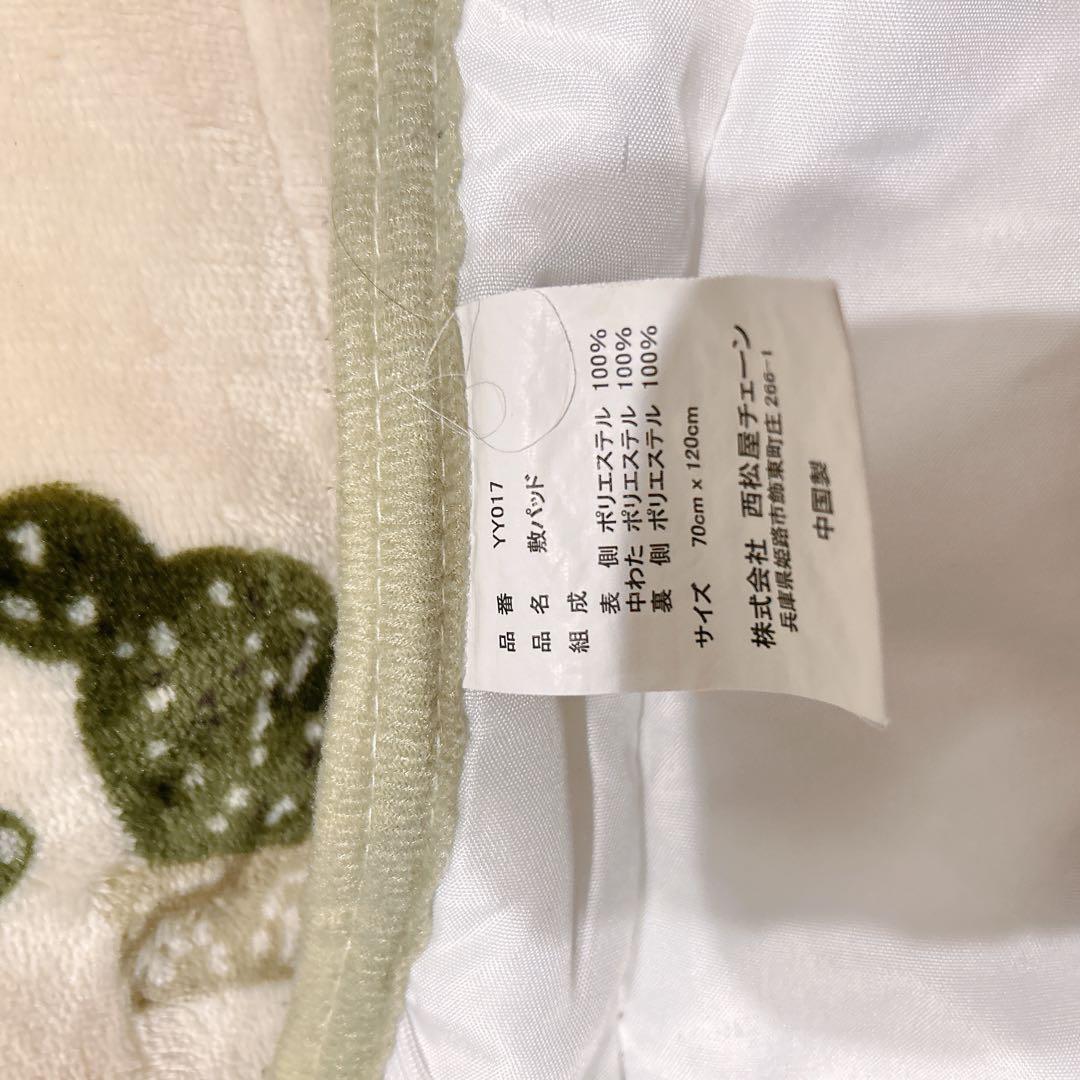 品番 YY017
品名 敷パッド
組成
表側 ポリエステル 100%
中わた ポリエステル 100%
裏側 ポリエステル 100%
サイズ 70cm x 120cm
株式会社 西松屋チェーン
兵庫県姫路市飾東町庄266-1
中国製